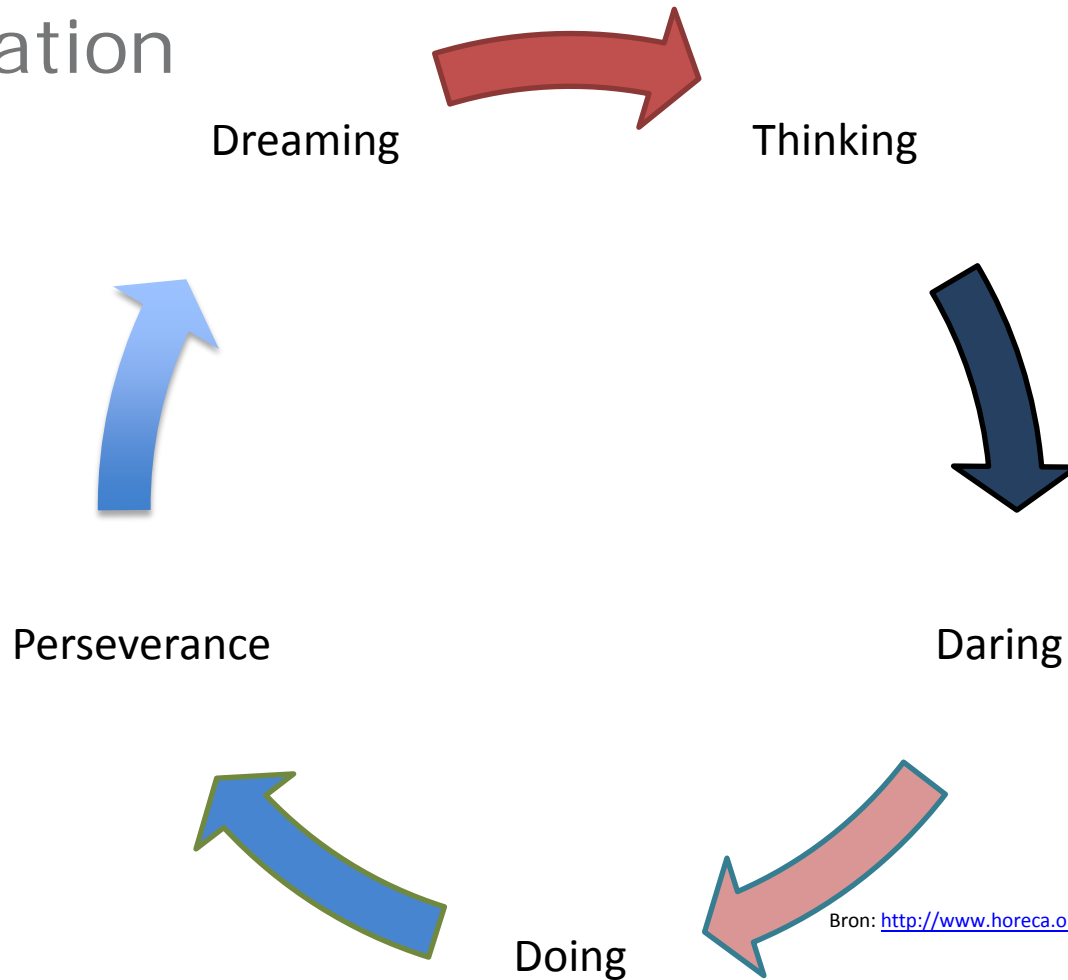 ation
Dreaming
Thinking
Perseverance
Daring
Bron: http://www.horeca.o
Doing